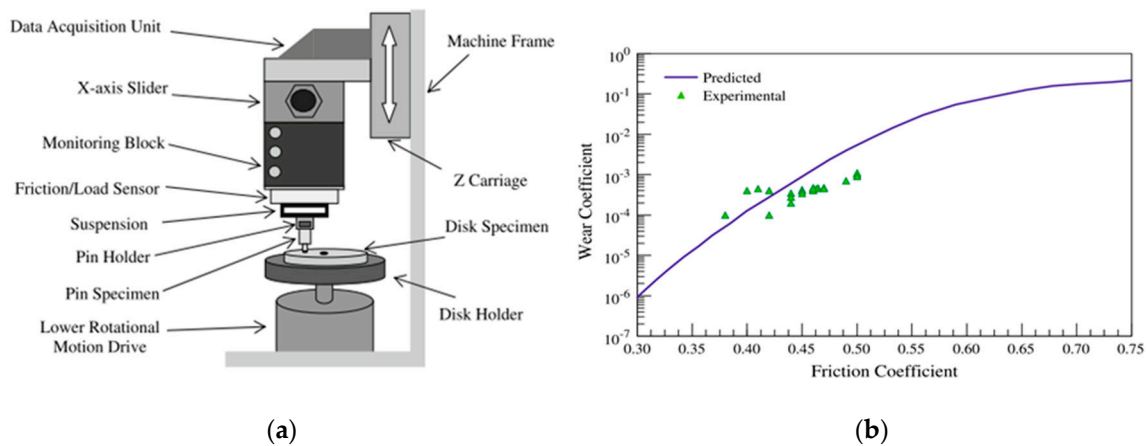 Data Acquisition Unit
Machine Frame
X-axis Slider
Monitoring Block
Z Carriage
Friction/Load Sensor
Suspension
Disk Specimen
Pin Holder
Pin Specimen
Disk Holder
Lower Rotational
Motion Drive
(a)
Predicted
Experimental
Wear Coefficient
10^0
10^-1
10^-2
10^-3
10^-4
10^-5
10^-6
10^-7
0.30 0.40 0.45 0.50 0.55 0.60 0.65 0.70 0.75
Friction Coefficient
(b)